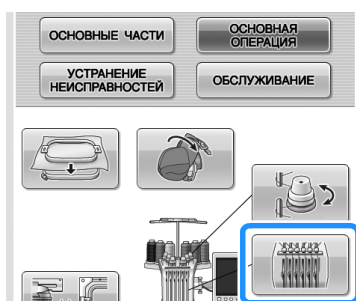 ОСНОВНЫЕ ЧАСТИ
ОСНОВНАЯ
ОПЕРАЦИЯ
УСТРАНЕНИЕ
НЕИСПРАВНОСТЕЙ
ОБСЛУЖИВАНИЕ